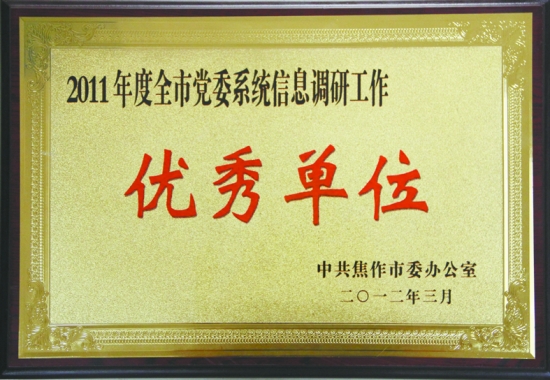 2011年度全市党委系统信息调研工作
优秀单位
中共焦作市委办公室
二〇一二年三月